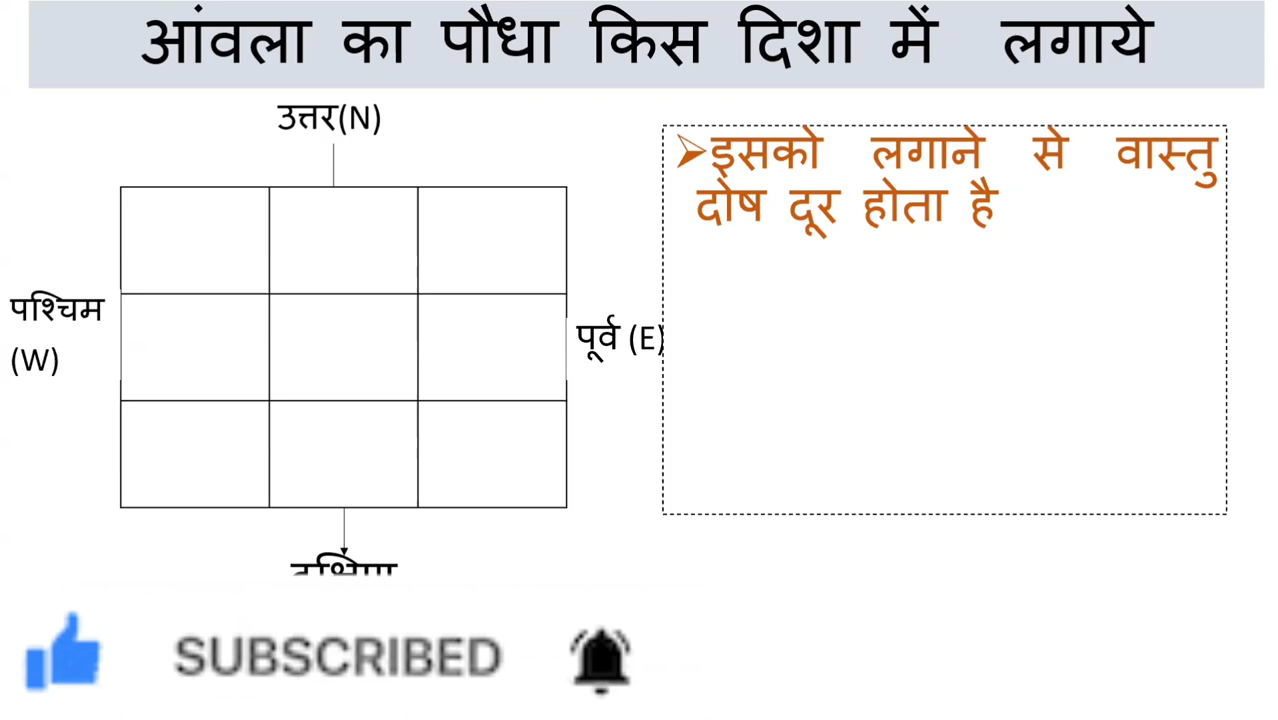 आंवला का पौधा किस दिशा में लगाये
उत्तर(N)
➢इसको लगाने से वास्तु
दोष दूर होता है
पश्चिम
(W)
पूर्व (E)
SUBSCRIBED